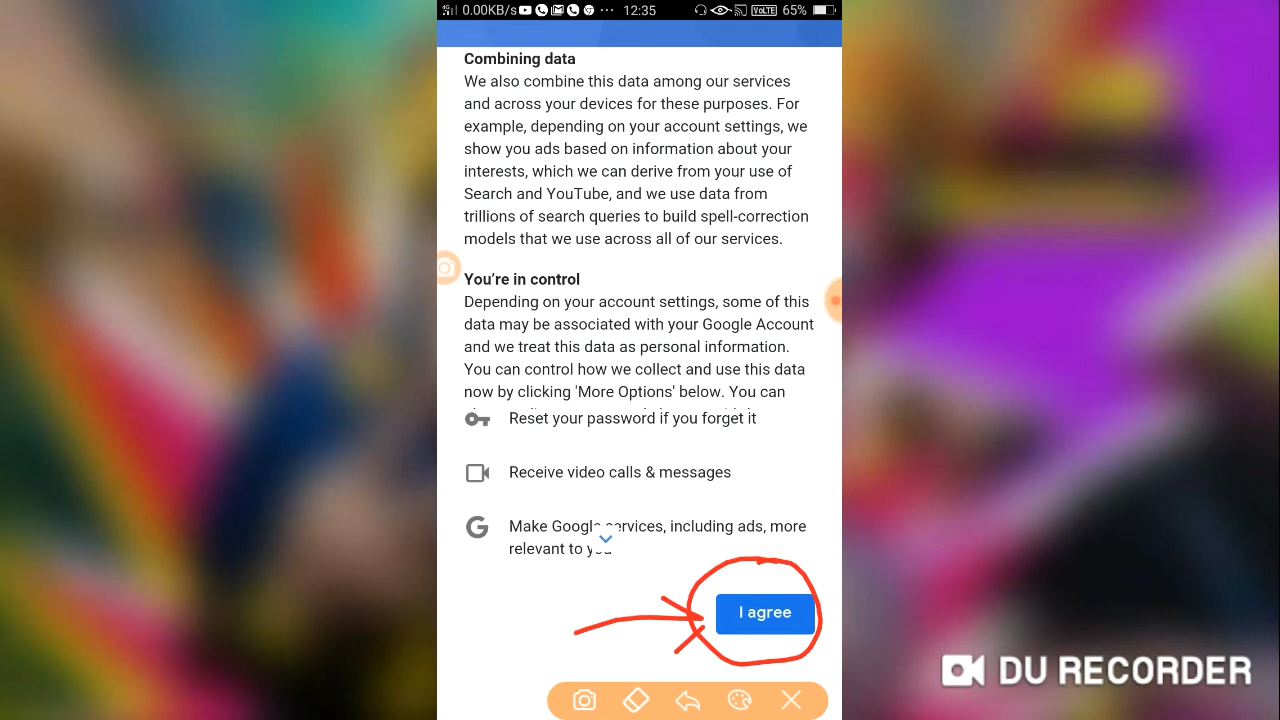 0.00KB/s 12:35 VoLTE 65%
Combining data
We also combine this data among our services
and across your devices for these purposes. For
example, depending on your account settings, we
show you ads based on information about your
interests, which we can derive from your use of
Search and YouTube, and we use data from
trillions of search queries to build spell-correction
models that we use across all of our services.
You're in control
Depending on your account settings, some of this
data may be associated with your Google Account
and we treat this data as personal information.
You can control how we collect and use this data
now by clicking 'More Options' below. You can
Reset your password if you forget it
Receive video calls & messages
Make Google services, including ads, more
relevant to you
I agree
DU RECORDER